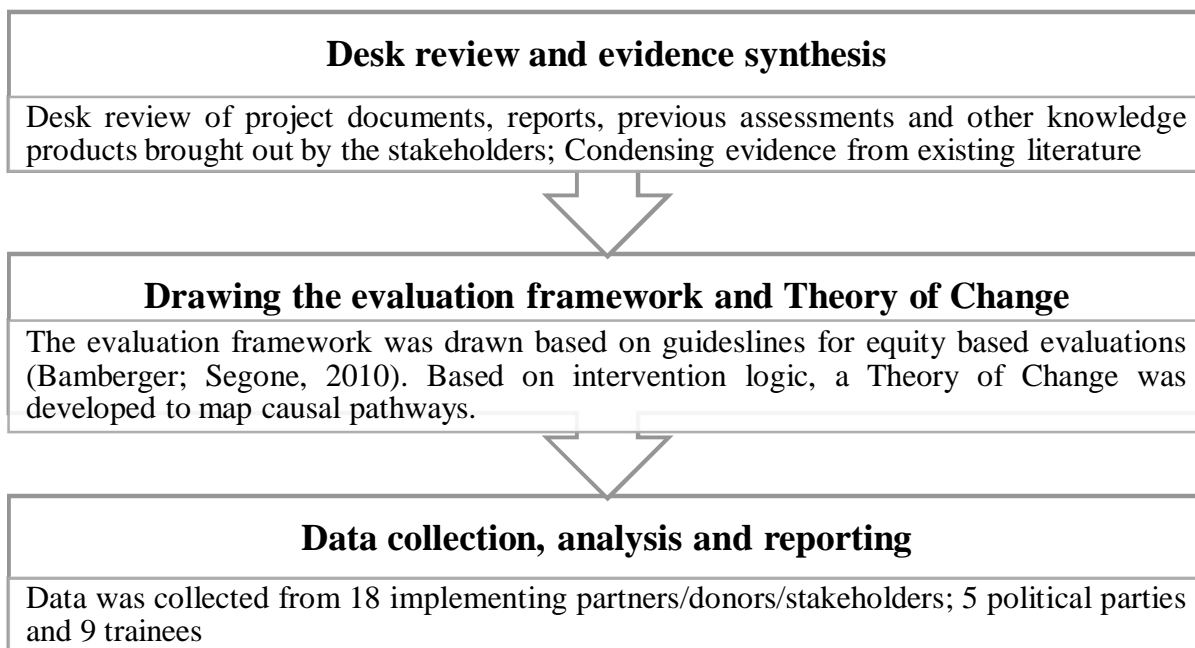 Desk review and evidence synthesis
Desk review of project documents, reports, previous assessments and other knowledge
products brought out by the stakeholders; Condensing evidence from existing literature
Drawing the evaluation framework and Theory of Change
The evaluation framework was drawn based on guideslines for equity based evaluations
(Bamberger; Segone, 2010). Based on intervention logic, a Theory of Change was
developed to map causal pathways.
Data collection, analysis and reporting
Data was collected from 18 implementing partners/donors/stakeholders; 5 political parties
and 9 trainees